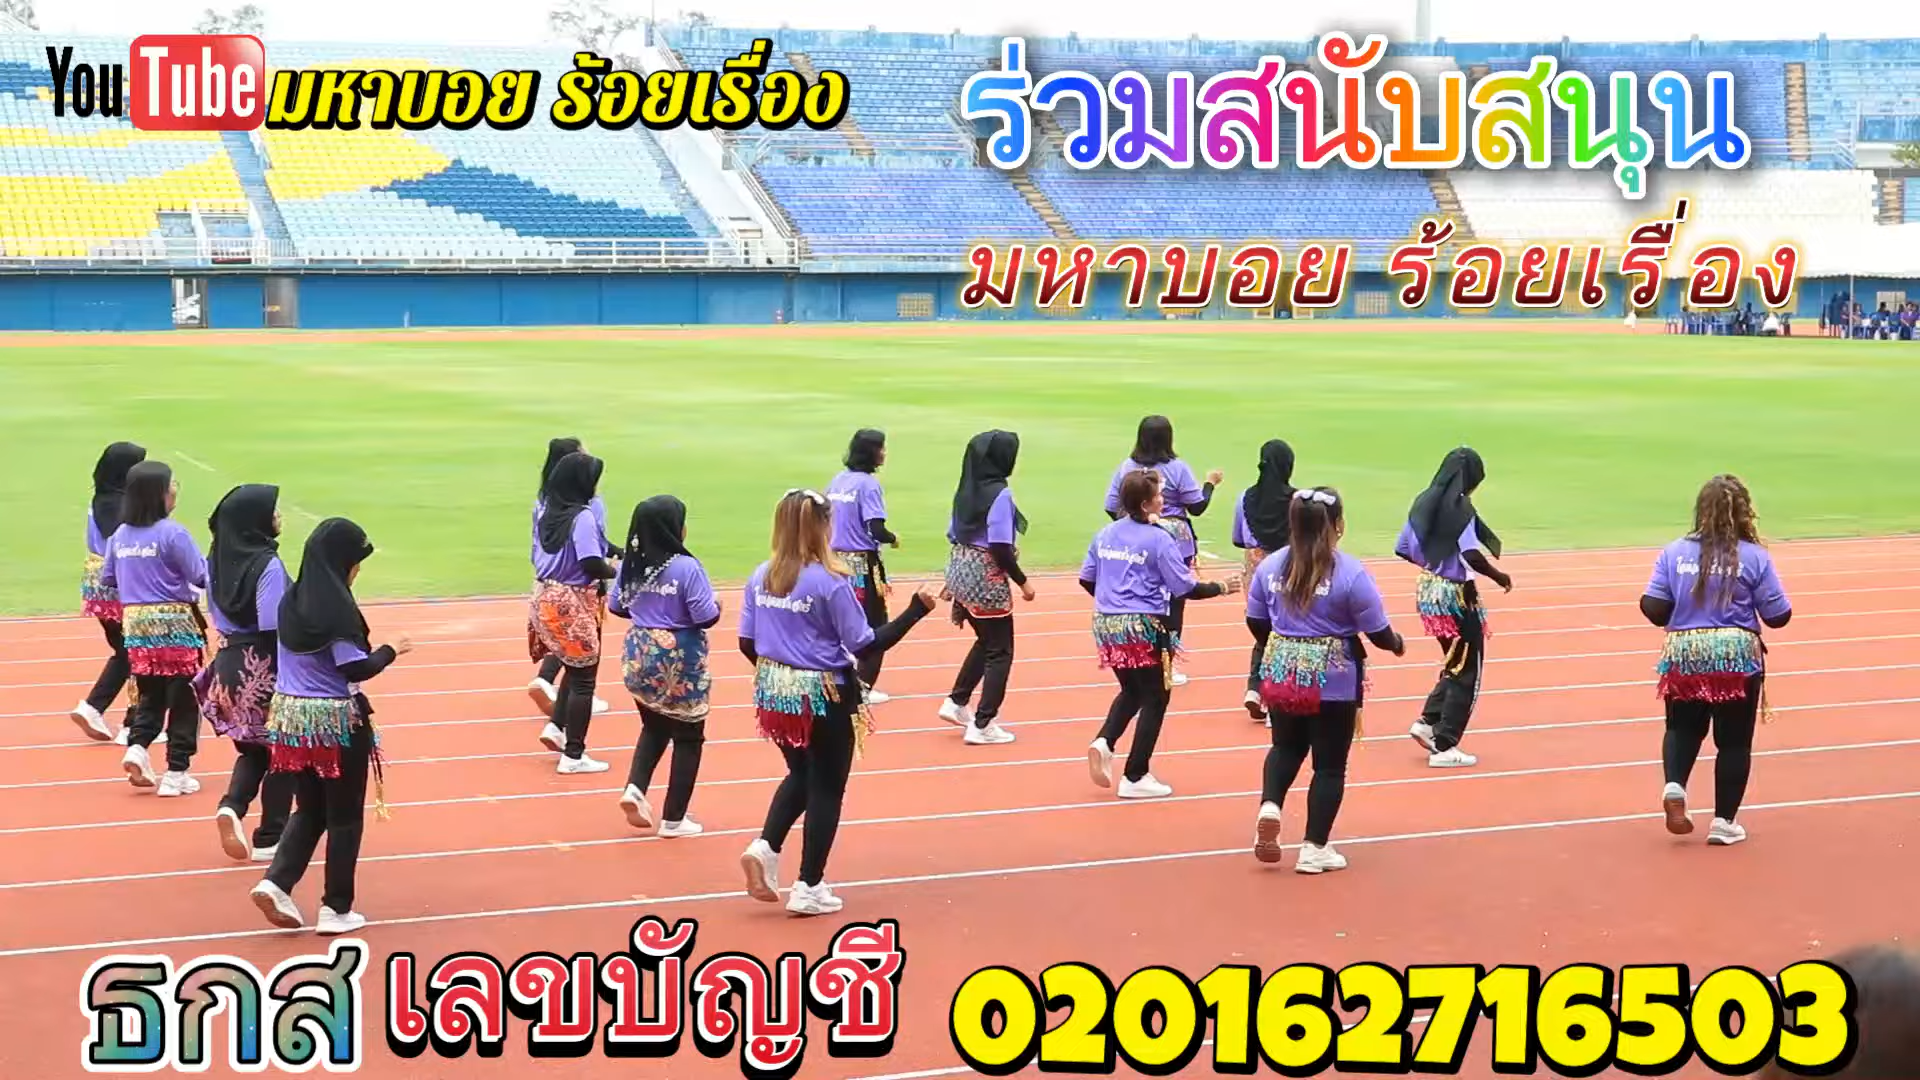 YouTube มหาบอย ร้อยเรื่อง
ร่วมสนับสนุน
มหาบอย ร้อยเรื่อง
ธกส เลขบัญชี 020162716503